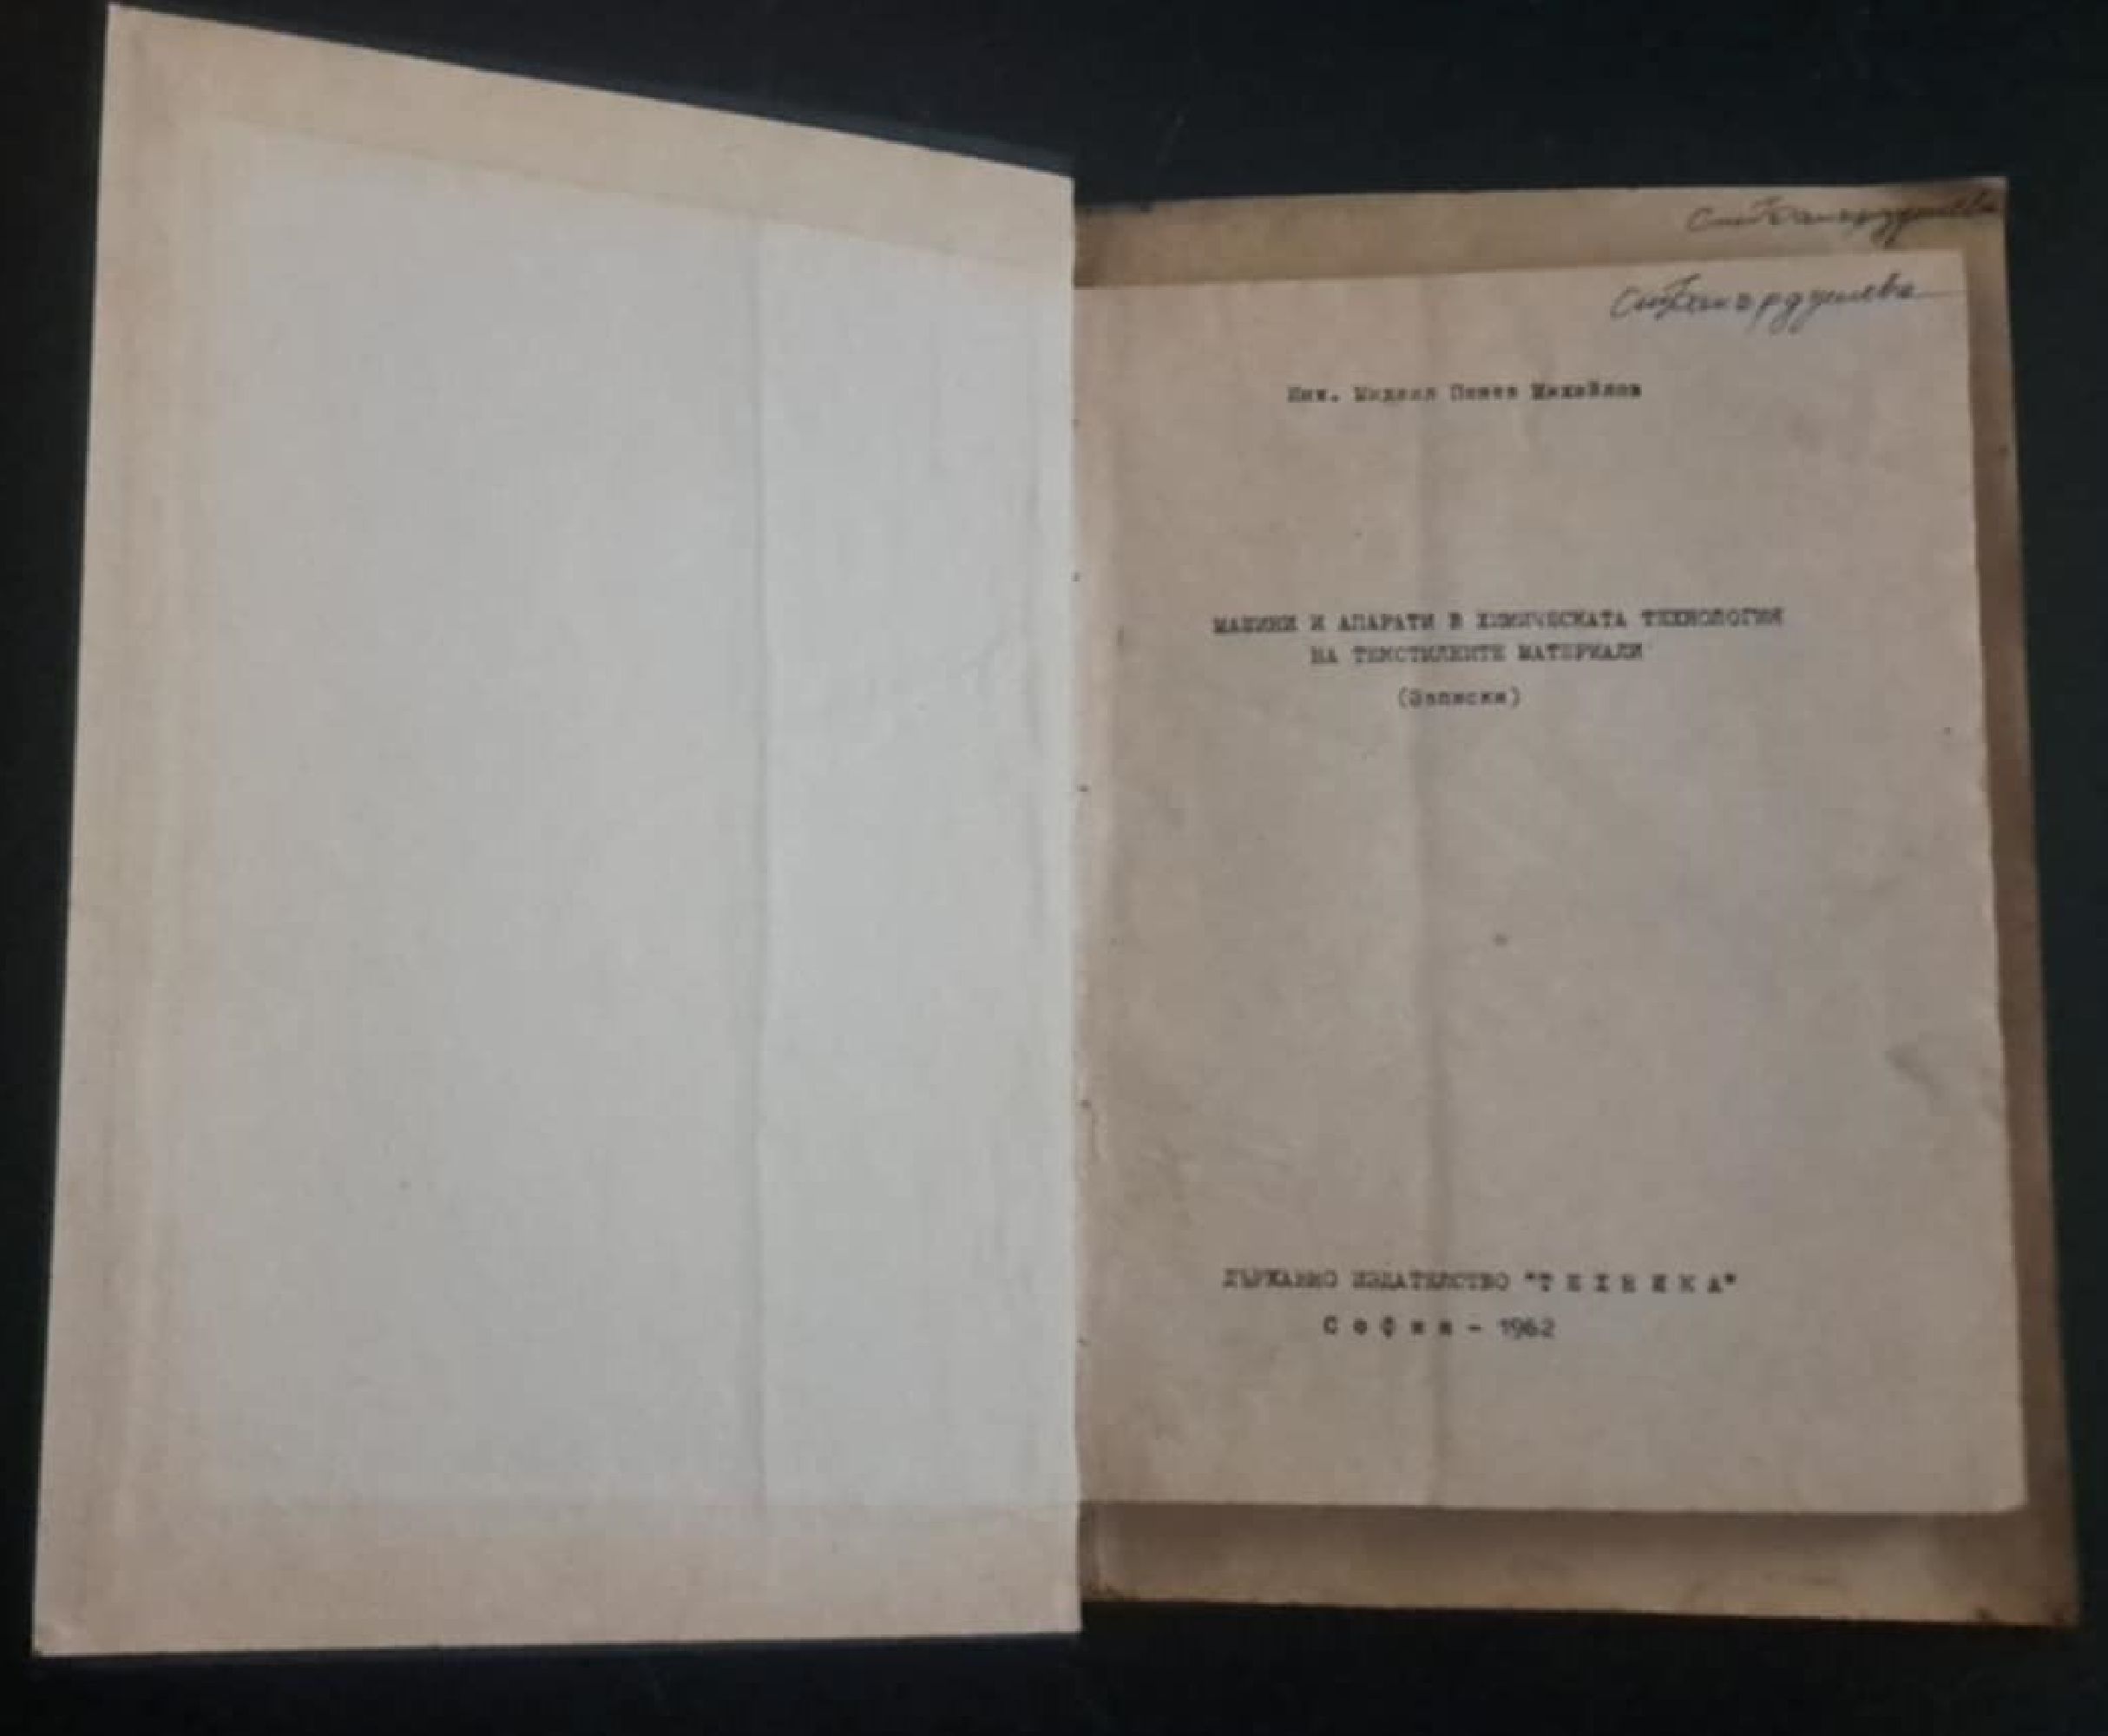 Инж. Михаил Пенев Михайлов
МАШИНИ И АПАРАТИ В ХИМИЧЕСКАТА ТЕХНОЛОГИЯ
НА ТЕКСТИЛНИТЕ МАТЕРИАЛИ
(Записки)
ДЪРЖАВНО ИЗДАТЕЛСТВО "Т Е Х Н И К А"
С о ф и я - 1962